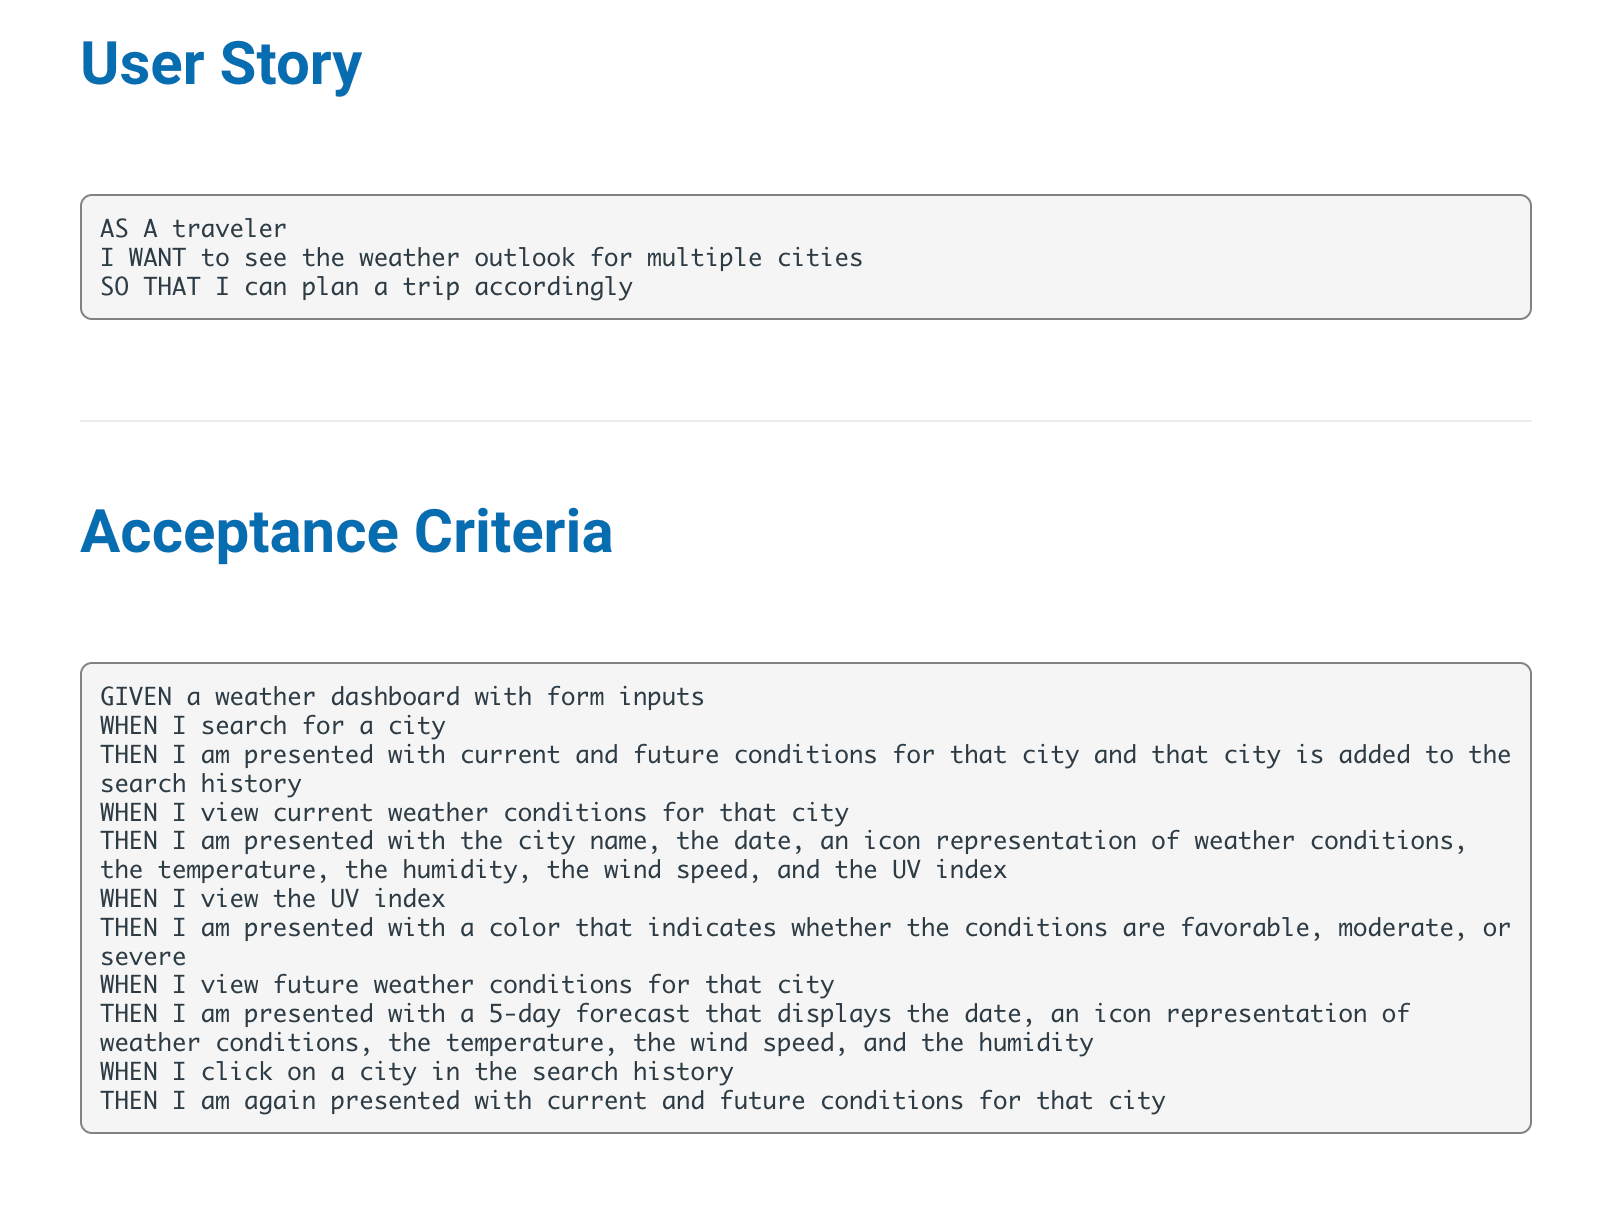 User Story
AS A traveler
I WANT to see the weather outlook for multiple cities
SO THAT I can plan a trip accordingly
Acceptance Criteria
GIVEN a weather dashboard with form inputs
WHEN I search for a city
THEN I am presented with current and future conditions for that city and that city is added to the
search history
WHEN I view current weather conditions for that city
THEN I am presented with the city name, the date, an icon representation of weather conditions,
the temperature, the humidity, the wind speed, and the UV index
WHEN I view the UV index
THEN I am presented with a color that indicates whether the conditions are favorable, moderate, or
severe
WHEN I view future weather conditions for that city
THEN I am presented with a 5-day forecast that displays the date, an icon representation of
weather conditions, the temperature, the wind speed, and the humidity
WHEN I click on a city in the search history
THEN I am again presented with current and future conditions for that city